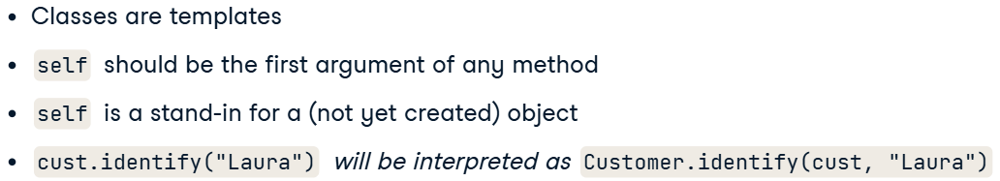 • Classes are templates
• self should be the first argument of any method
• self is a stand-in for a (not yet created) object
• cust.identify("Laura") will be interpreted as Customer.identify(cust, "Laura")